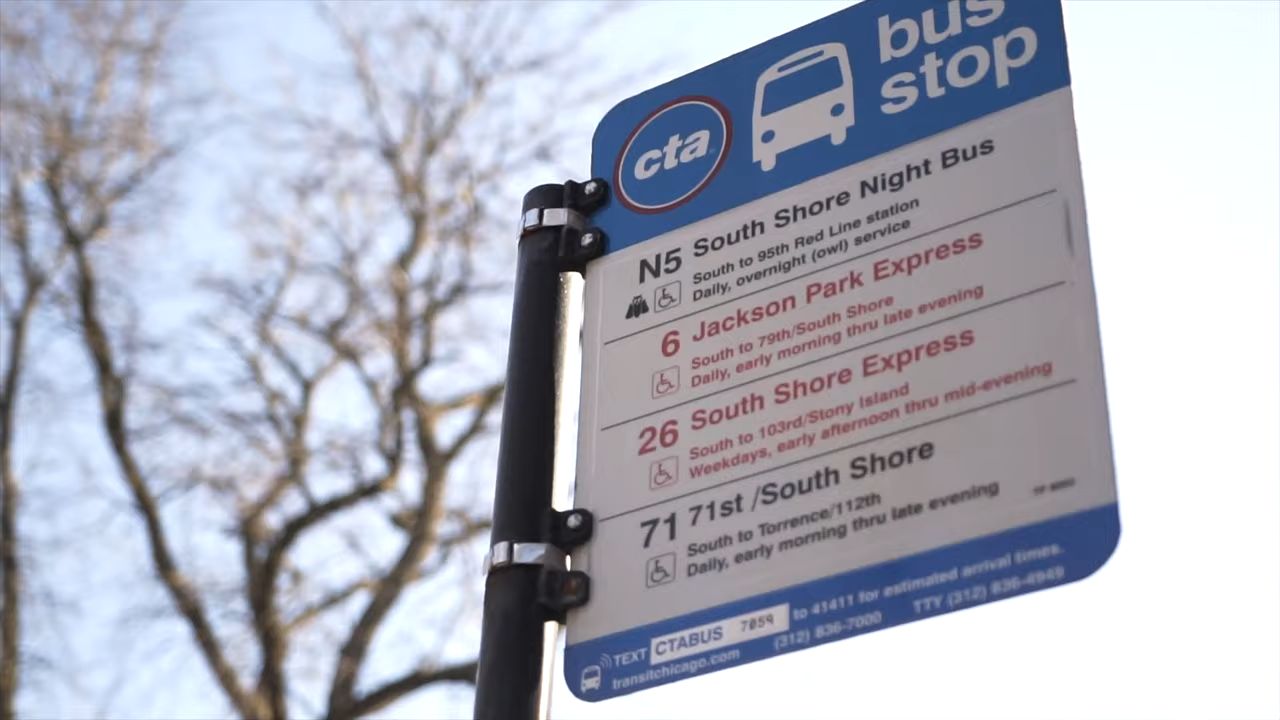 cta
bus
stop
N5 South Shore Night Bus
South to 95th Red Line station
Daily, overnight (owl) service
6 Jackson Park Express
South to 79th/South Shore
Daily, early morning thru late evening
26 South Shore Express
South to 103rd/Stony Island
Weekdays, early afternoon thru mid-evening
71 71st /South Shore
South to Torrence/112th
Daily, early morning thru late evening
TEXT CTABUS 7059 to 41411 for estimated arrival times.
transitchicago.com (312) 836-7000 TTY (312) 836-4949